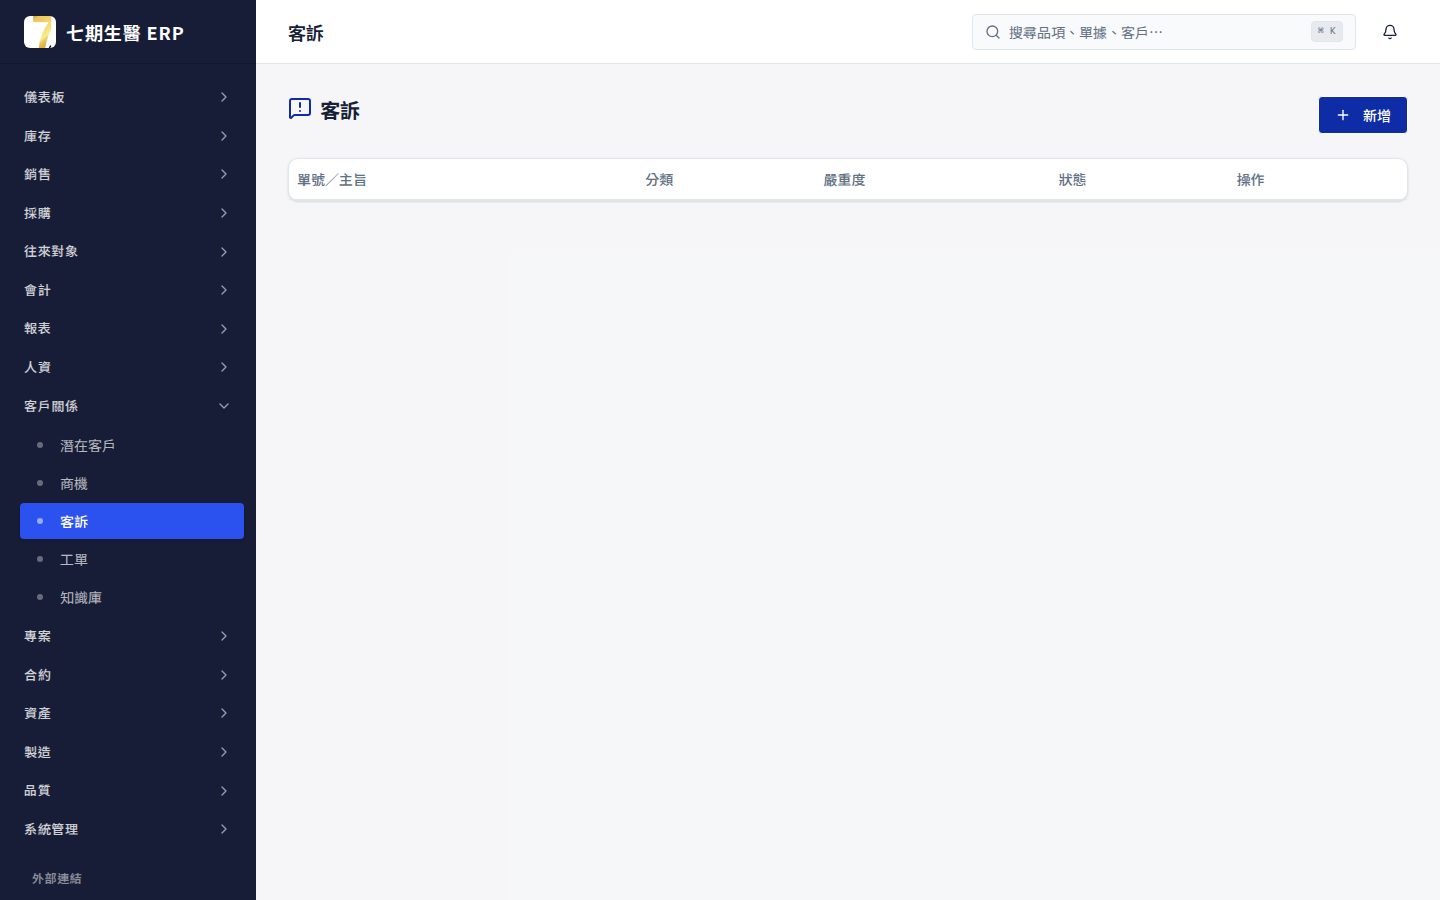 7 七期生醫 ERP
客訴
搜尋品項、單據、客戶…
⌘ K
儀表板
庫存
銷售
採購
往來對象
會計
報表
人資
客戶關係
潛在客戶
商機
客訴
工單
知識庫
專案
合約
資產
製造
品質
系統管理
外部連結
客訴
新增
單號／主旨 分類 嚴重度 狀態 操作